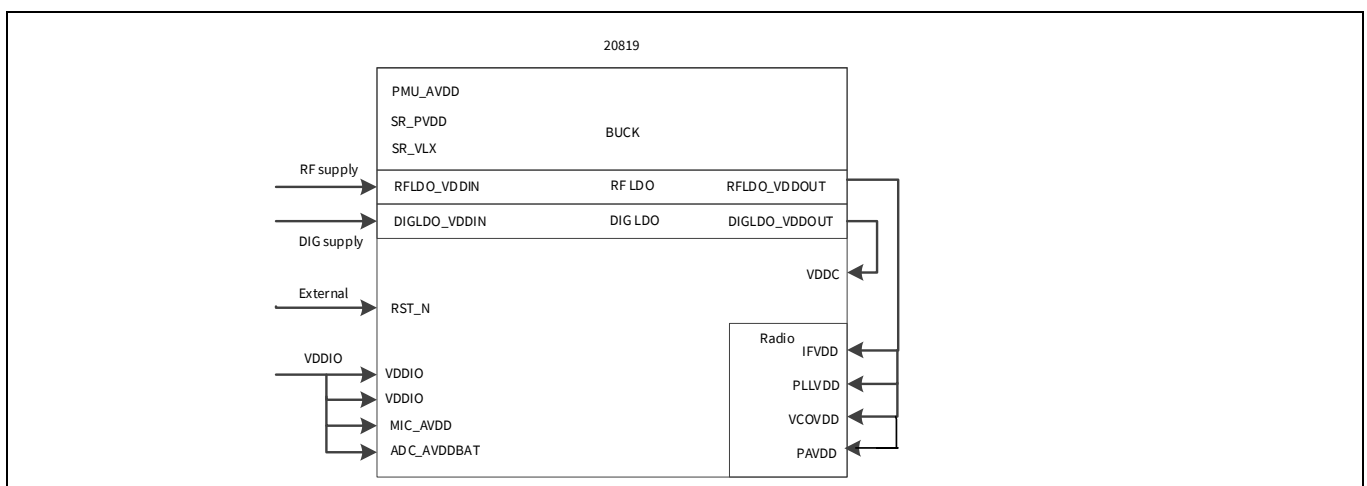 20819
PMU_AVDD
SR_PVDD
BUCK
SR_VLX
RF supply
RFLDO_VDDIN RF LDO RFLDO_VDDOUT
DIGLDO_VDDIN DIG LDO DIGLDO_VDDOUT
DIG supply
VDDC
External
RST_N
Radio
IFVDD
VDDIO
VDDIO
PLLVDD
VDDIO
VCOVDD
MIC_AVDD
ADC_AVDDBAT
PAVDD